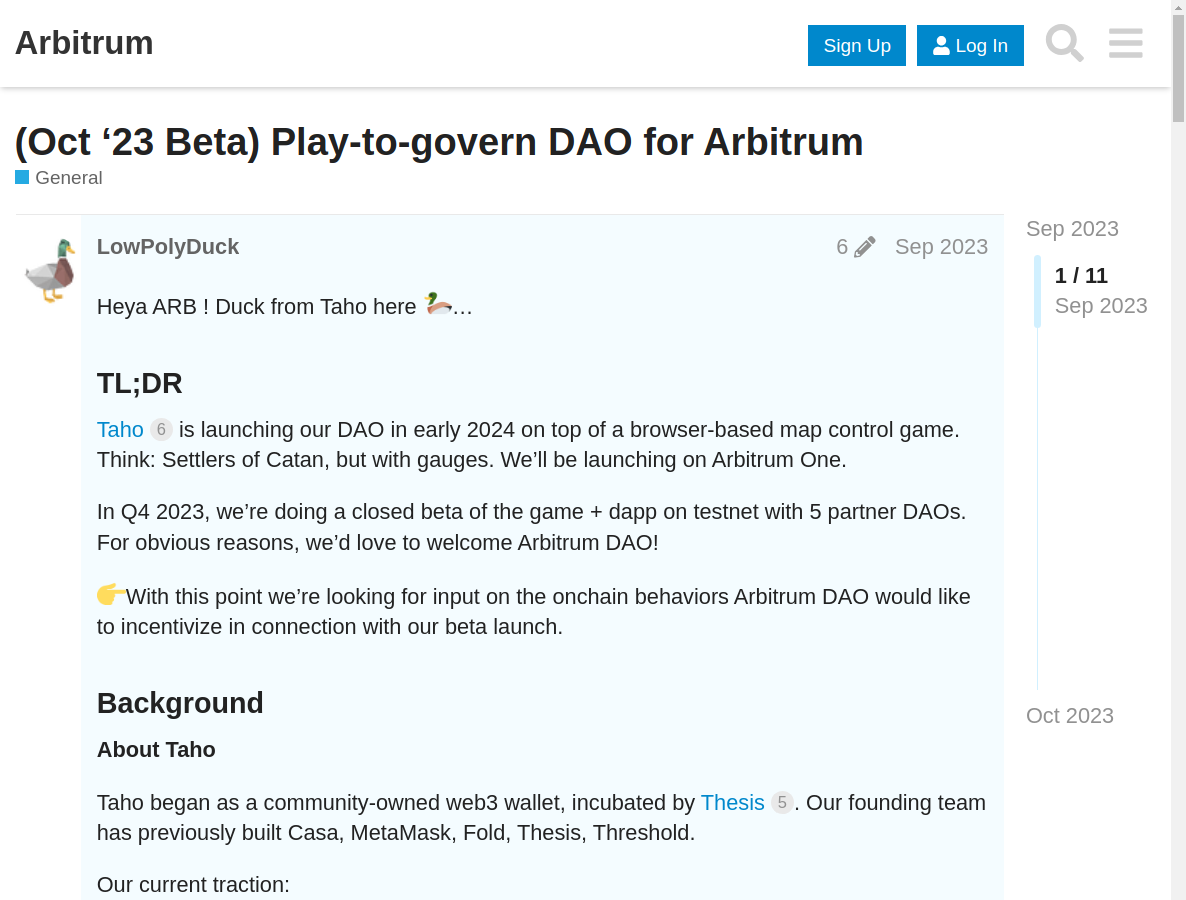 Arbitrum
Sign Up
Log In
(Oct ‘23 Beta) Play-to-govern DAO for Arbitrum
General
LowPolyDuck
6
Sep 2023
Heya ARB ! Duck from Taho here …
TL;DR
Taho 6 is launching our DAO in early 2024 on top of a browser-based map control game.
Think: Settlers of Catan, but with gauges. We’ll be launching on Arbitrum One.
In Q4 2023, we’re doing a closed beta of the game + dapp on testnet with 5 partner DAOs.
For obvious reasons, we’d love to welcome Arbitrum DAO!
With this point we’re looking for input on the onchain behaviors Arbitrum DAO would like
to incentivize in connection with our beta launch.
Background
About Taho
Taho began as a community-owned web3 wallet, incubated by Thesis 5. Our founding team
has previously built Casa, MetaMask, Fold, Thesis, Threshold.
Our current traction:
Sep 2023
1 / 11
Sep 2023
Oct 2023